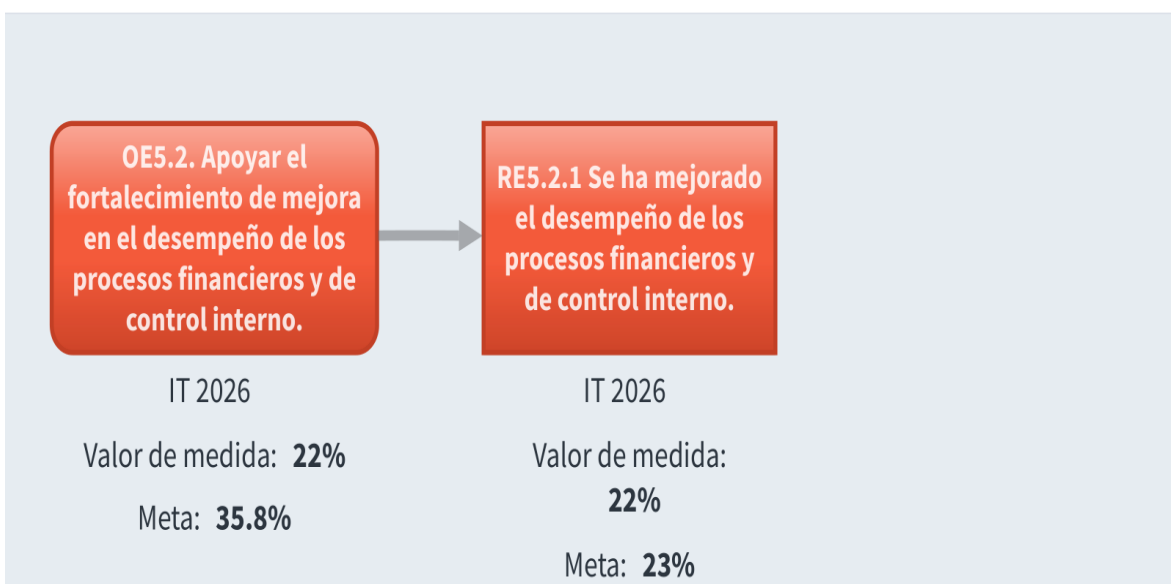 OE5.2. Apoyar el
fortalecimiento de mejora
en el desempeño de los
procesos financieros y de
control interno.
IT 2026
Valor de medida: 22%
Meta: 35.8%
RE5.2.1 Se ha mejorado
el desempeño de los
procesos financieros y
de control interno.
IT 2026
Valor de medida:
22%
Meta: 23%